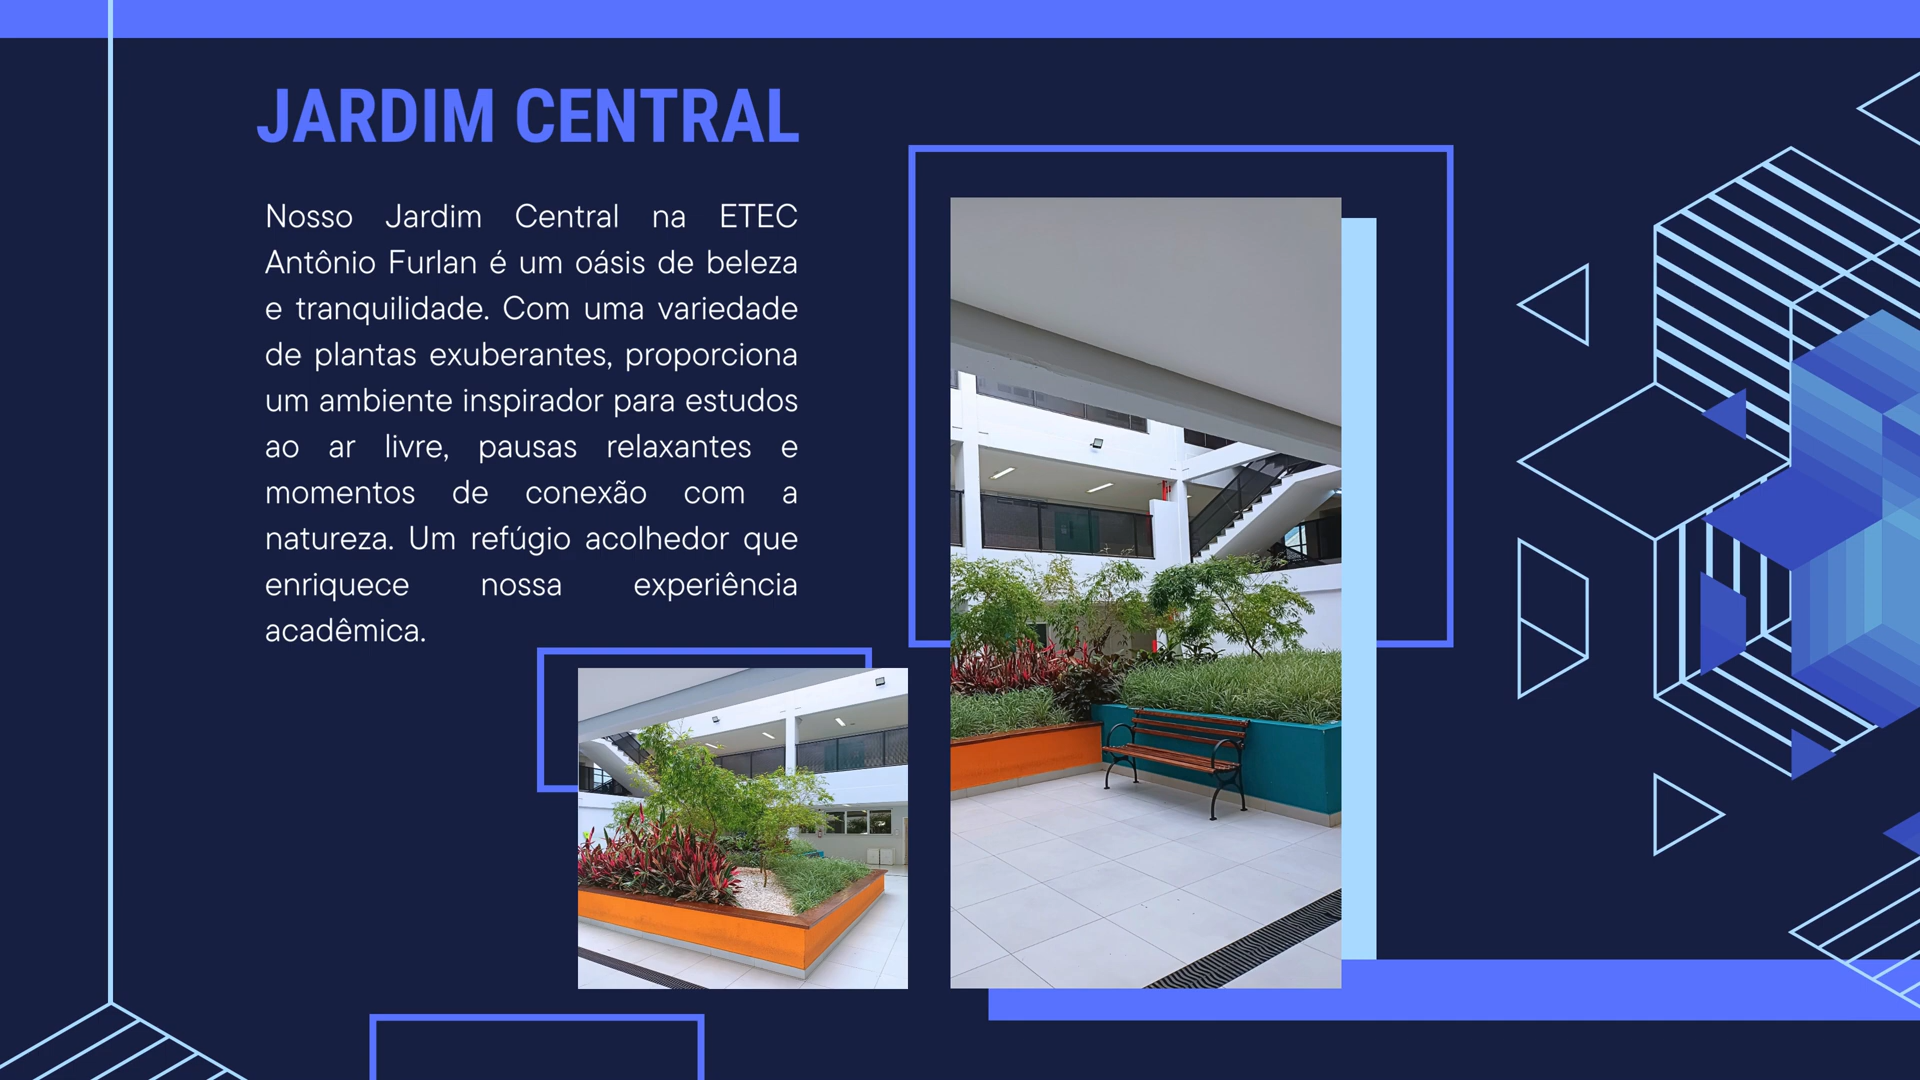 JARDIM CENTRAL
Nosso Jardim Central na ETEC
Antônio Furlan é um oásis de beleza
e tranquilidade. Com uma variedade
de plantas exuberantes, proporciona
um ambiente inspirador para estudos
ao ar livre, pausas relaxantes e
momentos de conexão com a
natureza. Um refúgio acolhedor que
enriquece nossa experiência
acadêmica.